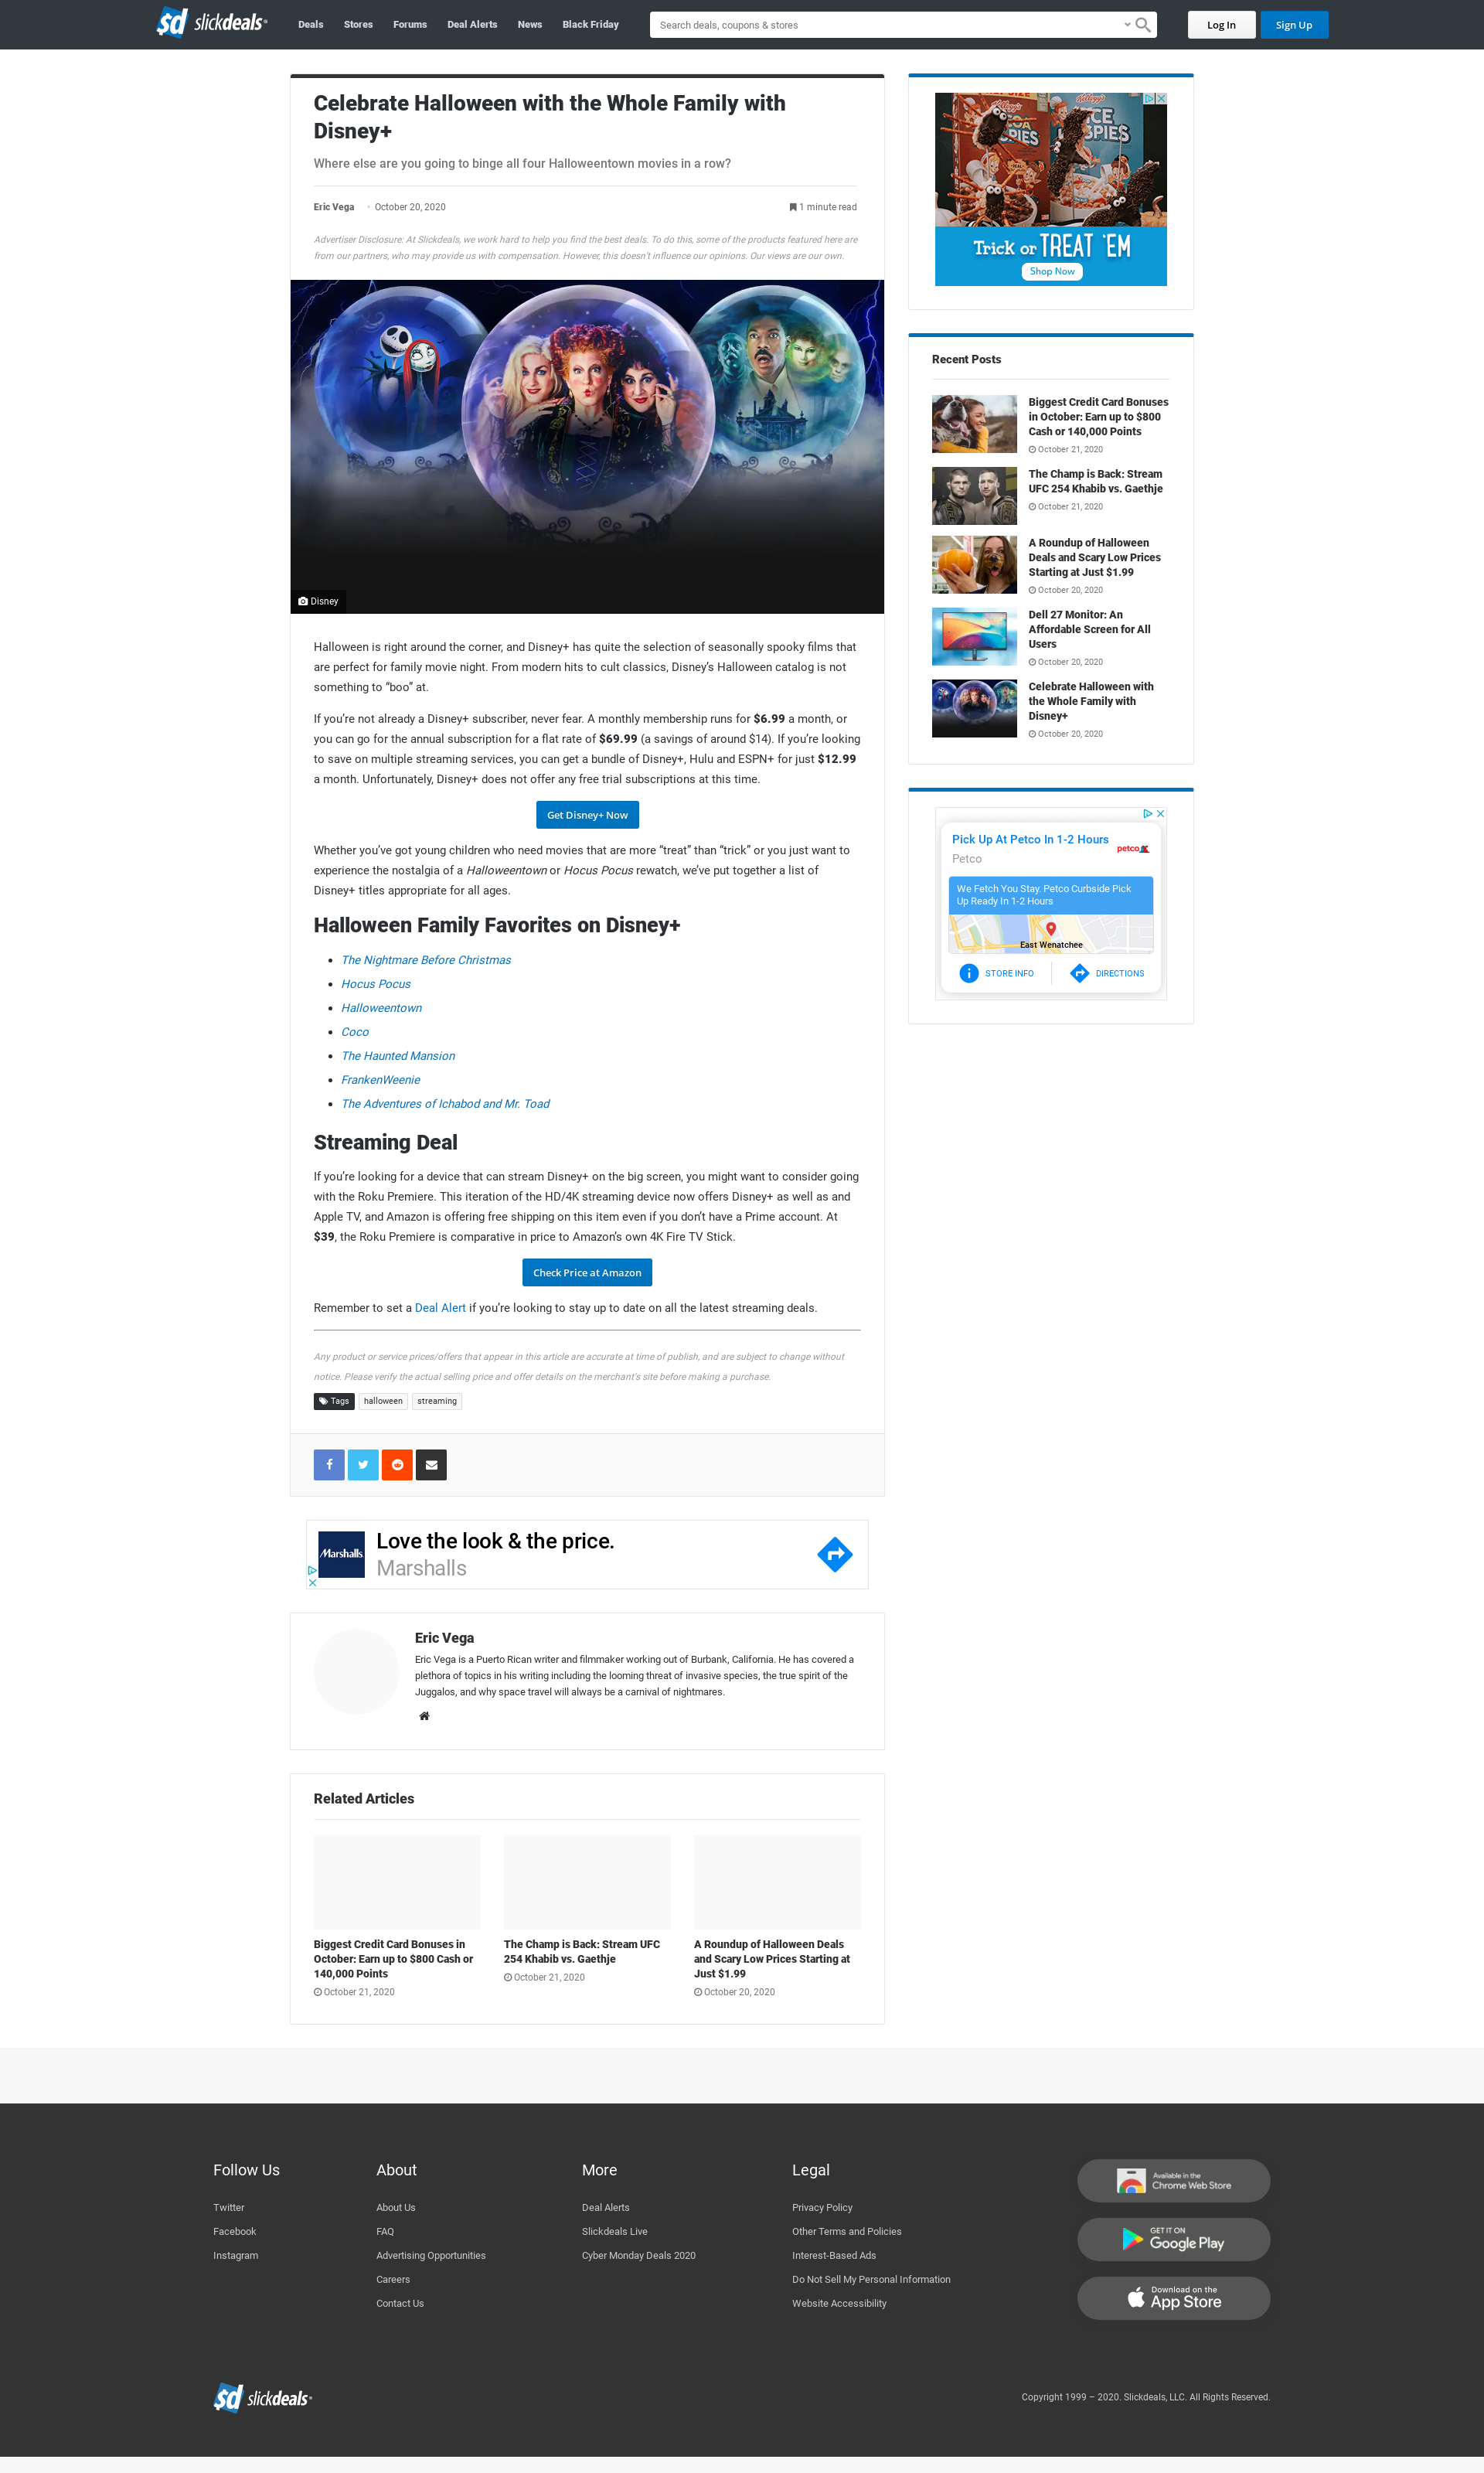 $d slickdeals
Deals Stores Forums Deal Alerts News Black Friday
Search deals, coupons & stores
Log In
Sign Up
Celebrate Halloween with the Whole Family with
Disney+
Where else are you going to binge all four Halloweentown movies in a row?
Eric Vega · October 20, 2020
1 minute read
Advertiser Disclosure: At Slickdeals, we work hard to help you find the best deals. To do this, some of the products featured here are
from our partners, who may provide us with compensation. However, this doesn't influence our opinions. Our views are our own.
Disney
Halloween is right around the corner, and Disney+ has quite the selection of seasonally spooky films that
are perfect for family movie night. From modern hits to cult classics, Disney's Halloween catalog is not
something to "boo" at.
If you're not already a Disney+ subscriber, never fear. A monthly membership runs for $6.99 a month, or
you can go for the annual subscription for a flat rate of $69.99 (a savings of around $14). If you're looking
to save on multiple streaming services, you can get a bundle of Disney+, Hulu and ESPN+ for just $12.99
a month. Unfortunately, Disney+ does not offer any free trial subscriptions at this time.
Get Disney+ Now
Whether you've got young children who need movies that are more "treat" than "trick" or you just want to
experience the nostalgia of a Halloweentown or Hocus Pocus rewatch, we've put together a list of
Disney+ titles appropriate for all ages.
Halloween Family Favorites on Disney+
• The Nightmare Before Christmas
• Hocus Pocus
• Halloweentown
• Coco
• The Haunted Mansion
• FrankenWeenie
• The Adventures of Ichabod and Mr. Toad
Streaming Deal
If you're looking for a device that can stream Disney+ on the big screen, you might want to consider going
with the Roku Premiere. This iteration of the HD/4K streaming device now offers Disney+ as well as and
Apple TV, and Amazon is offering free shipping on this item even if you don't have a Prime account. At
$39, the Roku Premiere is comparative in price to Amazon's own 4K Fire TV Stick.
Check Price at Amazon
Remember to set a Deal Alert if you're looking to stay up to date on all the latest streaming deals.
Any product or service prices/offers that appear in this article are accurate at time of publish, and are subject to change without
notice. Please verify the actual selling price and offer details on the merchant's site before making a purchase.
Tags halloween streaming
Marshalls
Love the look & the price.
Marshalls
Eric Vega
Eric Vega is a Puerto Rican writer and filmmaker working out of Burbank, California. He has covered a
plethora of topics in his writing including the looming threat of invasive species, the true spirit of the
Juggalos, and why space travel will always be a carnival of nightmares.
Related Articles
Biggest Credit Card Bonuses in
October: Earn up to $800 Cash or
140,000 Points
October 21, 2020
The Champ is Back: Stream UFC
254 Khabib vs. Gaethje
October 21, 2020
A Roundup of Halloween Deals
and Scary Low Prices Starting at
Just $1.99
October 20, 2020
Kellogg's
Trick or TREAT 'EM
Shop Now
Recent Posts
Biggest Credit Card Bonuses
in October: Earn up to $800
Cash or 140,000 Points
October 21, 2020
The Champ is Back: Stream
UFC 254 Khabib vs. Gaethje
October 21, 2020
A Roundup of Halloween
Deals and Scary Low Prices
Starting at Just $1.99
October 20, 2020
Dell 27 Monitor: An
Affordable Screen for All
Users
October 20, 2020
Celebrate Halloween with
the Whole Family with
Disney+
October 20, 2020
Pick Up At Petco In 1-2 Hours
Petco
petco
We Fetch You Stay. Petco Curbside Pick
Up Ready In 1-2 Hours
East Wenatchee
STORE INFO
DIRECTIONS
Follow Us
Twitter
Facebook
Instagram
About
About Us
FAQ
Advertising Opportunities
Careers
Contact Us
More
Deal Alerts
Slickdeals Live
Cyber Monday Deals 2020
Legal
Privacy Policy
Other Terms and Policies
Interest-Based Ads
Do Not Sell My Personal Information
Website Accessibility
Available in the
Chrome Web Store
GET IT ON
Google Play
Download on the
App Store
$d slickdeals
Copyright 1999 – 2020. Slickdeals, LLC. All Rights Reserved.